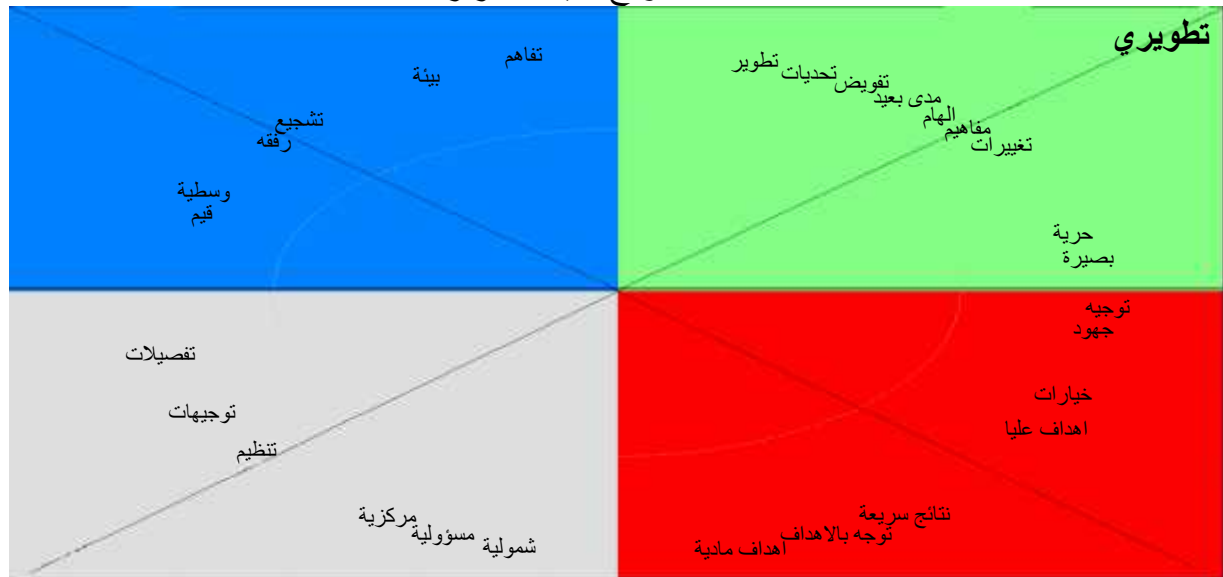 تطويري
تطوير
تحديات
تفويض
مدى بعيد
الهام
مفاهيم
تغييرات
حرية
بصيرة
تفاهم
بيئة
تشجيع
رفقه
وسطية
قيم
توجيه
جهود
خيارات
اهداف عليا
نتائج سريعة
توجه بالاهداف
اهداف مادية
تفصيلات
توجيهات
تنظيم
مركزية
مسؤولية
شمولية